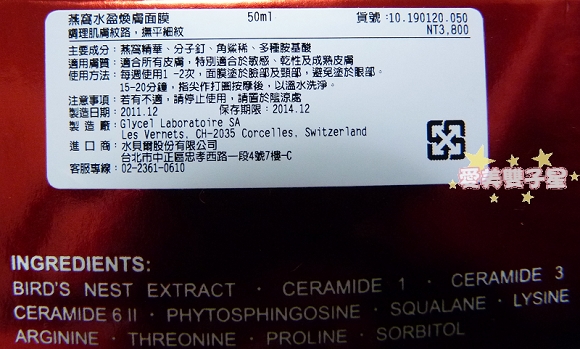 燕窩水盈煥膚面膜 50ml 貨號:10.190120.050
調理肌膚紋路，撫平細紋 NT3,800
主要成分：燕窩精華、分子釘、角鯊稀、多種胺基酸
適用膚質：適合所有皮膚，特別適合於敏感、乾性及成熟皮膚
使用方法：每週使用1-2次，面膜塗於臉部及頸部，避免塗於眼部。
15-20分鐘，指尖作打圈按摩後，以溫水洗淨。
注意事項：若有不適，請停止使用，請置於陰涼處
製造日期：2011.12 保存期限：2014.12
製造廠：Glycel Laboratoire SA
Les Vernets, CH-2035 Corcelles, Switzerland
進口商：水貝爾股份有限公司
台北市中正區忠孝西路一段4號7樓-C
客服專線：02-2361-0610
愛美雙子星
INGREDIENTS:
BIRD'S NEST EXTRACT · CERAMIDE 1 · CERAMIDE 3
CERAMIDE 6 II · PHYTOSPHINGOSINE · SQUALANE · LYSINE
ARGININE · THREONINE · PROLINE · SORBITOL